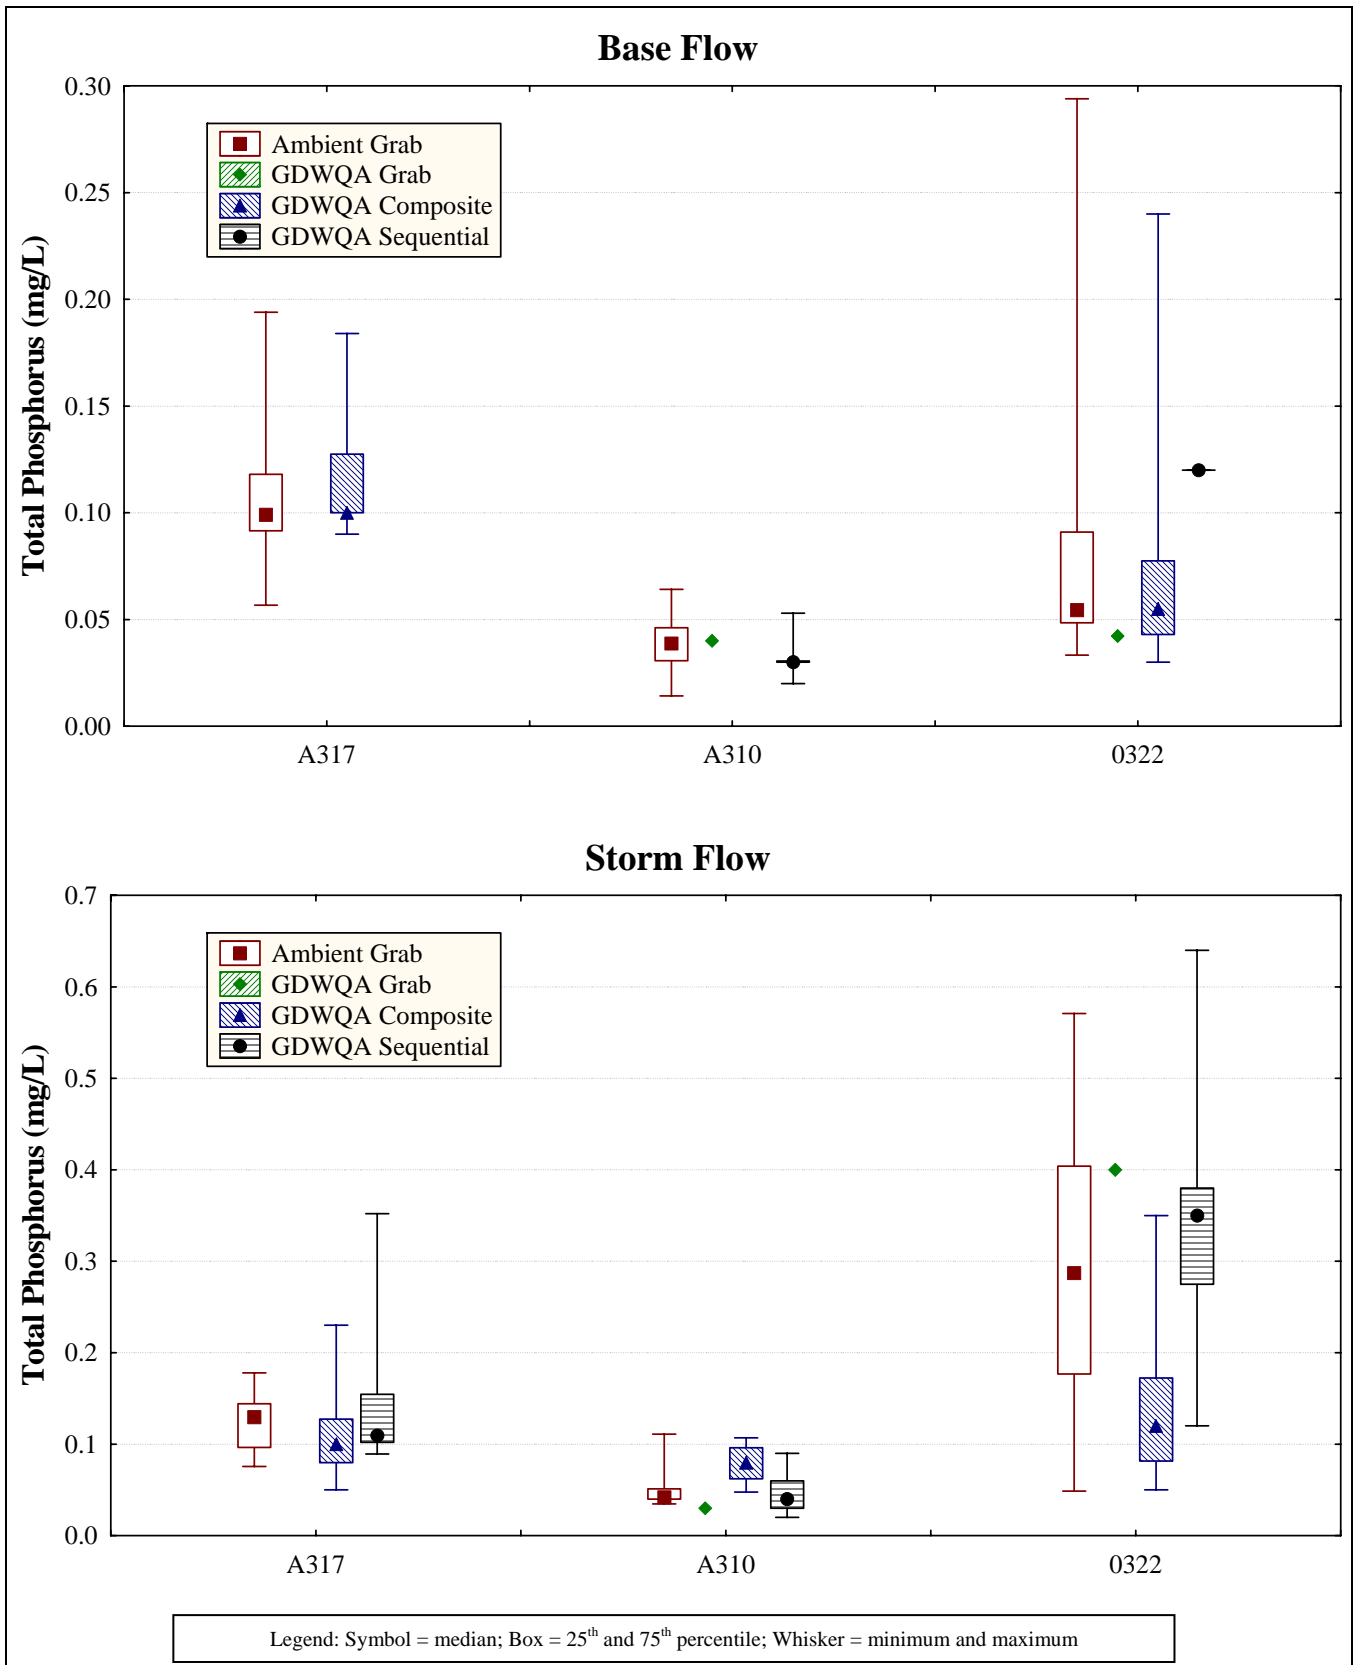 Base Flow
0.30
0.25
0.20
0.15
0.10
0.05
0.00
Total Phosphorus (mg/L)
Ambient Grab
GDWQA Grab
GDWQA Composite
GDWQA Sequential
A317
A310
0322
Storm Flow
0.7
0.6
0.5
0.4
0.3
0.2
0.1
0.0
Total Phosphorus (mg/L)
Ambient Grab
GDWQA Grab
GDWQA Composite
GDWQA Sequential
A317
A310
0322
Legend: Symbol = median; Box = 25th and 75th percentile; Whisker = minimum and maximum